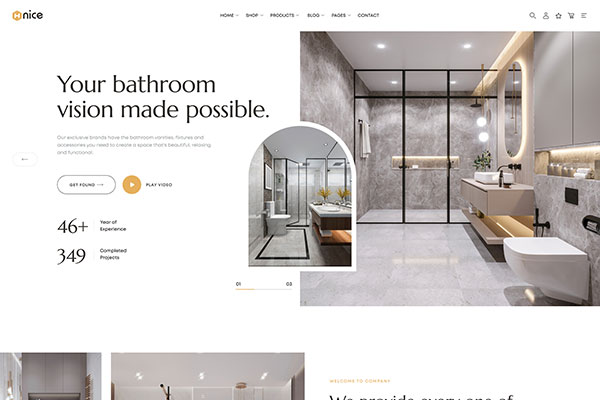 nice
HOME SHOP PRODUCTS BLOG PAGES CONTACT
Your bathroom
vision made possible.
Our exclusive brands have the bathroom vanities, fixtures and
accessories you need to create a space that's beautiful, relaxing
and functional.
GET FOUND
PLAY VIDEO
46+ Year of
Experience
349 Completed
Projects
01 03
WELCOME TO COMPANY
We provide every one of